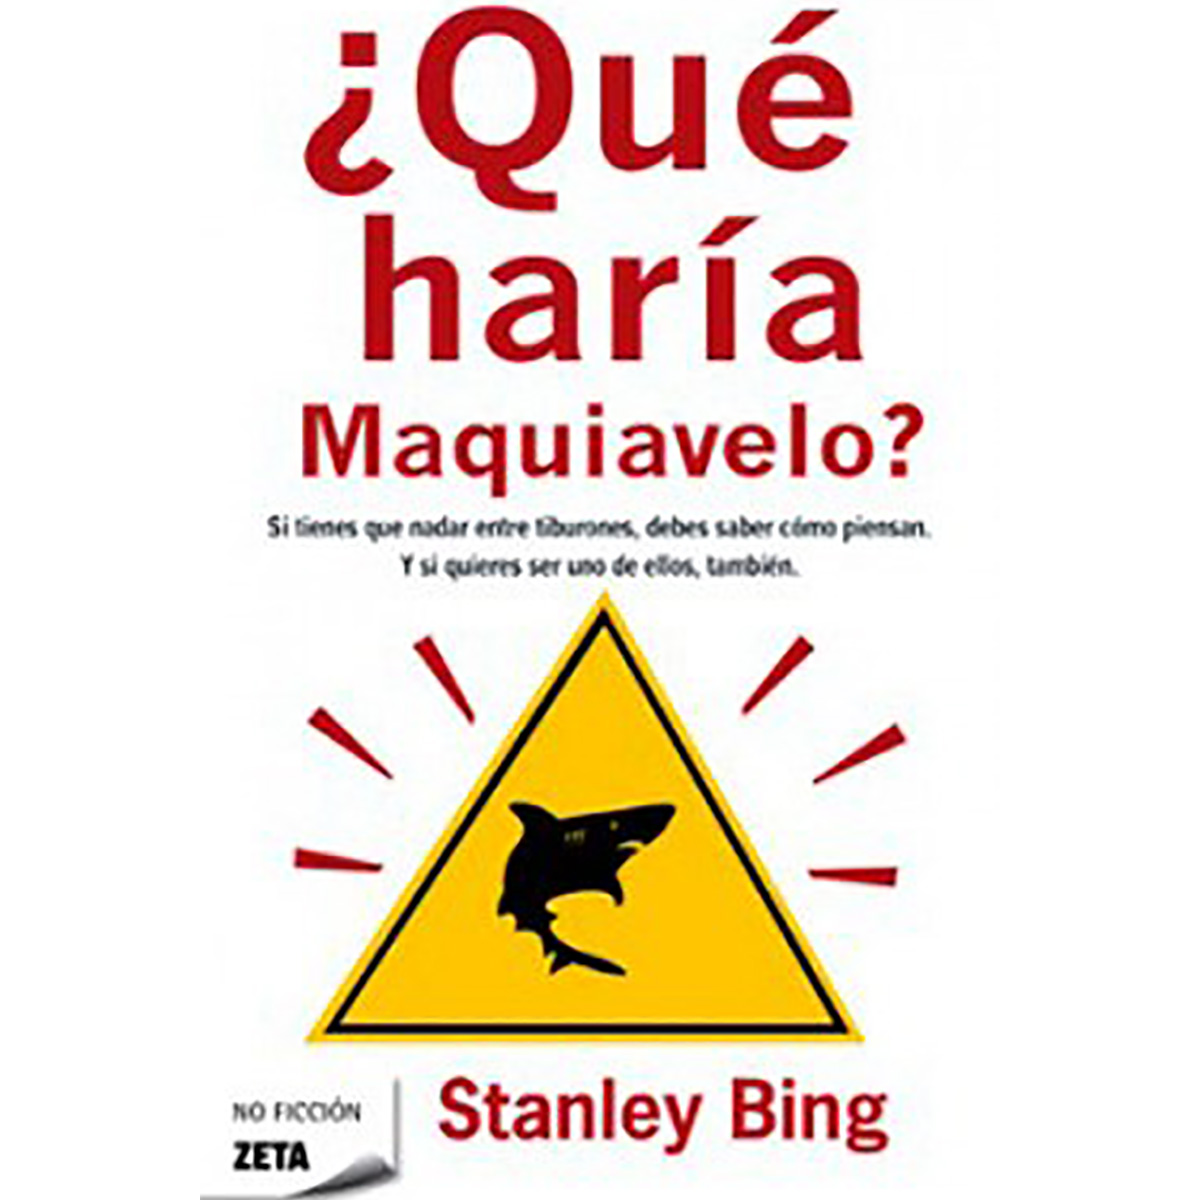 ¿Qué
haría
Maquiavelo?
Si tienes que nadar entre tiburones, debes saber cómo piensan.
Y si quieres ser uno de ellos, también.
NO FICCIÓN
ZETA
Stanley Bing